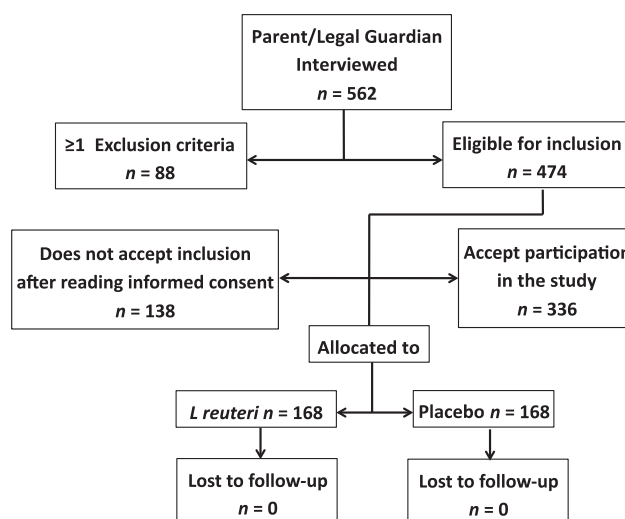 Parent/Legal Guardian
Interviewed
n = 562
≥1 Exclusion criteria
n = 88
Eligible for inclusion
n = 474
Does not accept inclusion
after reading informed consent
n = 138
Accept participation
in the study
n = 336
Allocated to
L reuteri n = 168
Placebo n = 168
Lost to follow-up
n = 0
Lost to follow-up
n = 0